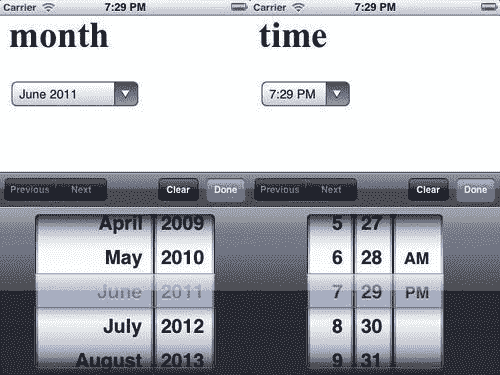 Carrier 7:29 PM
month
June 2011
Previous Next Clear Done
April 2009
May 2010
June 2011
July 2012
August 2013
Carrier 7:29 PM
time
7:29 PM
Previous Next Clear Done
5 27
6 28 AM
7 29 PM
8 30
9 31